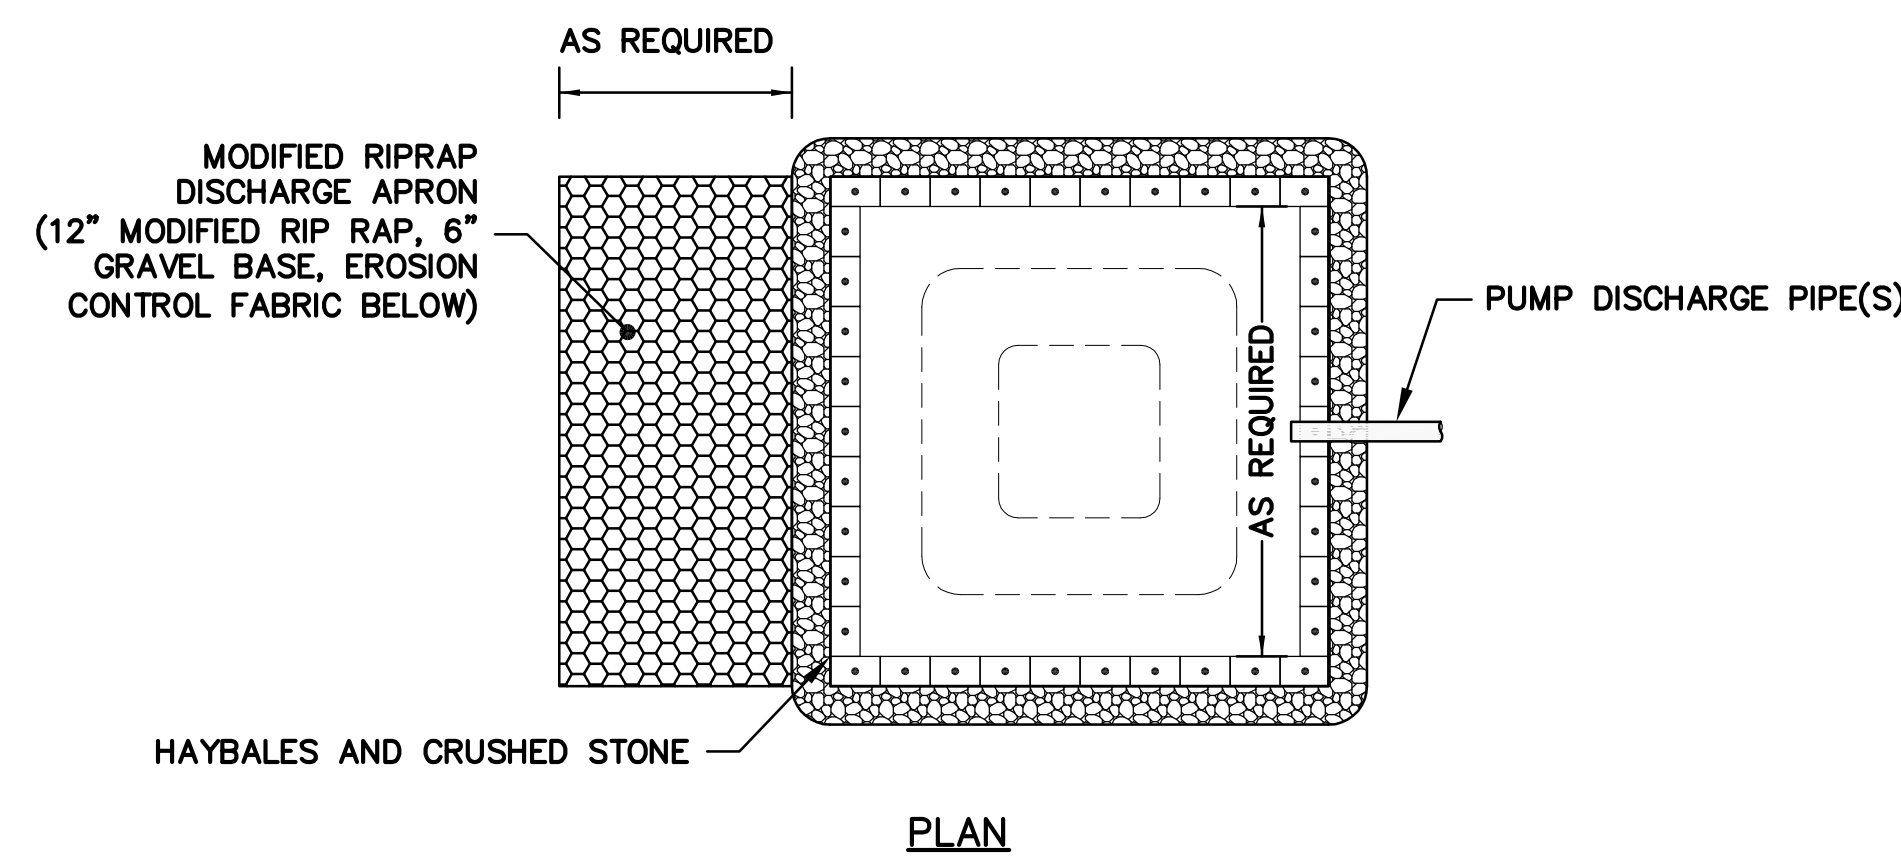 AS REQUIRED
MODIFIED RIPRAP
DISCHARGE APRON
(12" MODIFIED RIP RAP, 6"
GRAVEL BASE, EROSION
CONTROL FABRIC BELOW)
PUMP DISCHARGE PIPE(S)
AS REQUIRED
HAYBALES AND CRUSHED STONE
PLAN